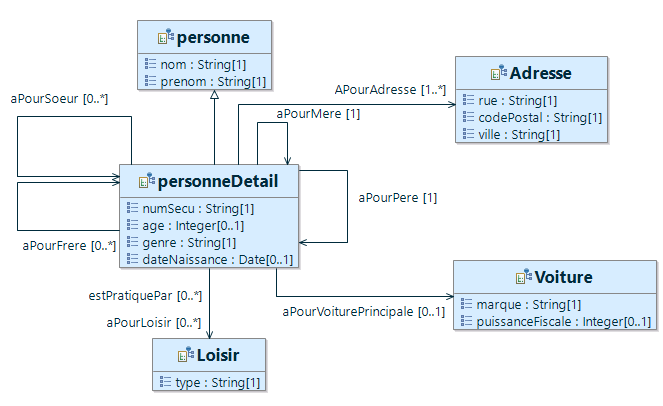 personne
nom : String[1]
prenom : String[1]
aPourSoeur [0..*]
APourAdresse [1..*]
aPourMere [1]
Adresse
rue : String[1]
codePostal : String[1]
ville : String[1]
personneDetail
numSecu : String[1]
age : Integer[0..1]
genre : String[1]
dateNaissance : Date[0..1]
aPourPere [1]
aPourFrere [0..*]
estPratiquePar [0..*]
aPourLoisir [0..*]
aPourVoiturePrincipale [0..1]
Voiture
marque : String[1]
puissanceFiscale : Integer[0..1]
Loisir
type : String[1]